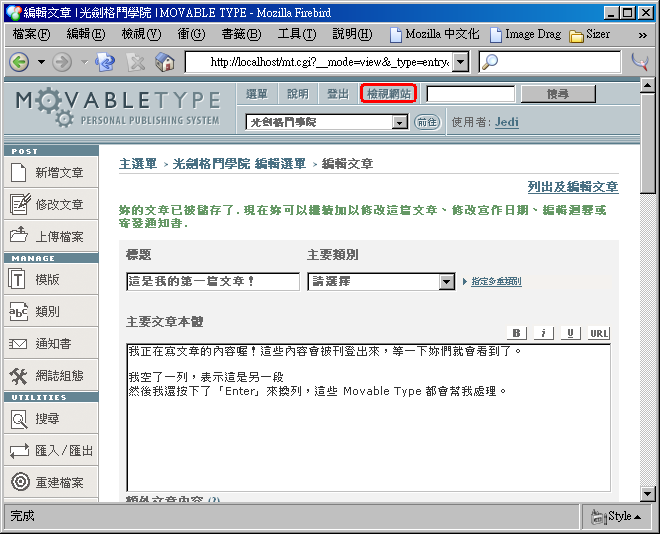 編輯文章 | 光劍格鬥學院 | MOVABLE TYPE - Mozilla Firebird
檔案(F) 編輯(E) 檢視(V) 衝(G) 書籤(B) 工具(T) 說明(H) Mozilla 中文化 Image Drag Sizer
http://localhost/mt.cgi?__mode=view&_type=entry&
MOVABLETYPE
PERSONAL PUBLISHING SYSTEM
選單 說明 登出 檢視網站 搜尋
光劍格鬥學院 前往 使用者: Jedi
POST
新增文章
修改文章
上傳檔案
MANAGE
模版
類別
通知書
網誌組態
UTILITIES
搜尋
匯入/匯出
重建檔案
主選單 > 光劍格鬥學院 編輯選單 > 編輯文章
列出及編輯文章
妳的文章已被儲存了. 現在妳可以繼續加以修改這篇文章、修改寫作日期、編輯迴響或
寄發通知書.
標題 主要類別
這是我的第一篇文章! 請選擇 指定多重類別
主要文章本體
B i U URL
我正在寫文章的內容喔!這些內容會被刊登出來,等一下妳們就會看到了。
我空了一列,表示這是另一段
然後我還按下了「Enter」來換列,這些 Movable Type 都會幫我處理。
額外文章內容 (?)
完成 Style